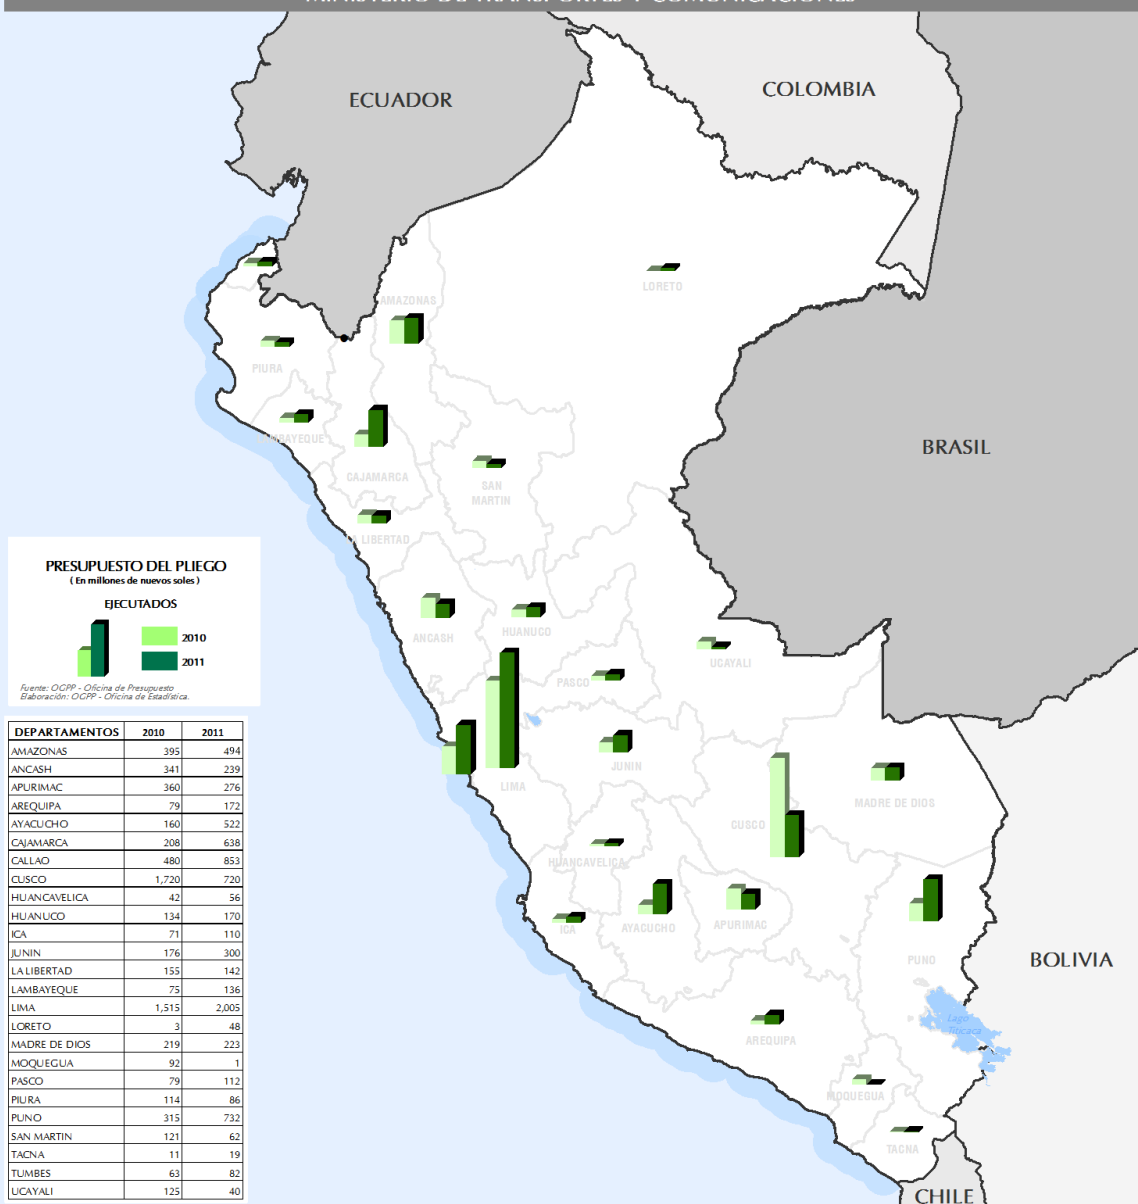 MINISTERIO DE TRANSPORTES Y COMUNICACIONES
ECUADOR
COLOMBIA
LORETO
AMAZONAS
PIURA
LAMBAYEQUE
CAJAMARCA
SAN
MARTIN
BRASIL
LA LIBERTAD
ANCASH
HUANUCO
UCAYALI
PASCO
LIMA
JUNIN
CUSCO
MADRE DE DIOS
HUANCAVELICA
ICA
AYACUCHO
APURIMAC
PUNO
BOLIVIA
Lago
Titicaca
AREQUIPA
MOQUEGUA
TACNA
CHILE
PRESUPUESTO DEL PLIEGO
( En millones de nuevos soles )
EJECUTADOS
2010
2011
Fuente: OGPP - Oficina de Presupuesto
Elaboración: OGPP - Oficina de Estadística.
DEPARTAMENTOS 2010 2011
AMAZONAS 395 494
ANCASH 341 239
APURIMAC 360 276
AREQUIPA 79 172
AYACUCHO 160 522
CAJAMARCA 208 638
CALLAO 480 853
CUSCO 1,720 720
HUANCAVELICA 42 56
HUANUCO 134 170
ICA 71 110
JUNIN 176 300
LA LIBERTAD 155 142
LAMBAYEQUE 75 136
LIMA 1,515 2,005
LORETO 3 48
MADRE DE DIOS 219 223
MOQUEGUA 92 1
PASCO 79 112
PIURA 114 86
PUNO 315 732
SAN MARTIN 121 62
TACNA 11 19
TUMBES 63 82
UCAYALI 125 40